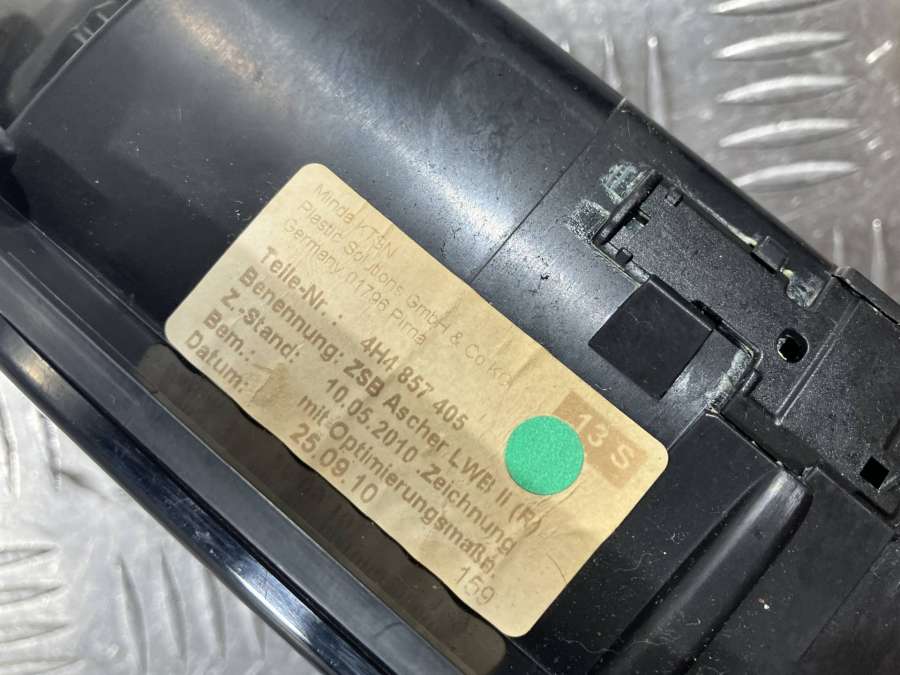 Minda KTSN
Plastic Solutions GmbH & Co.KG
Germany 01796 Pirna
Teile-Nr.: 4H4 857 405
Benennung: ZSB Ascher LWEI II (R)
Z.-Stand: 10.05.2010 Zeichnung
Bem.: mit Optimierungsmaßn.
Datum: 25.09.10
159
13 S